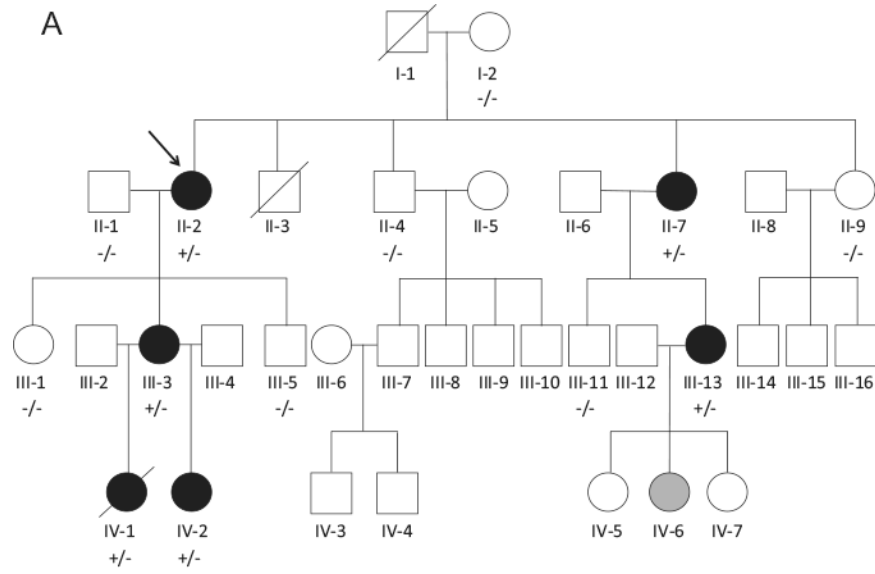 A
I-1 I-2
-/-
II-1 II-2 II-3 II-4 II-5 II-6 II-7 II-8 II-9
-/- +/- -/- +/- -/-
III-1 III-2 III-3 III-4 III-5 III-6 III-7 III-8 III-9 III-10 III-11 III-12 III-13 III-14 III-15 III-16
-/- +/- -/- -/- +/-
IV-1 IV-2 IV-3 IV-4 IV-5 IV-6 IV-7
+/- +/-